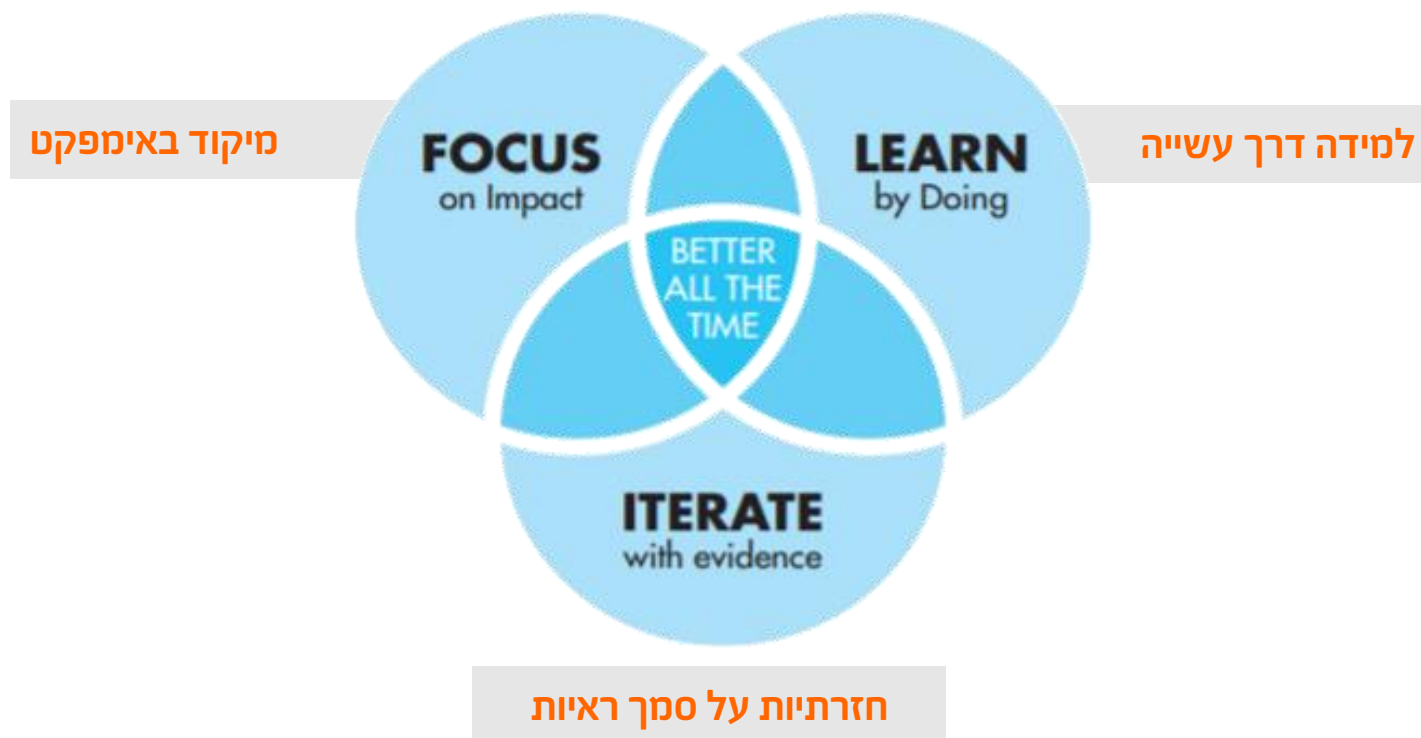 מיקוד באימפקט
FOCUS
on Impact
LEARN
by Doing
למידה דרך עשייה
BETTER
ALL THE
TIME
ITERATE
with evidence
חזרתיות על סמך ראיות